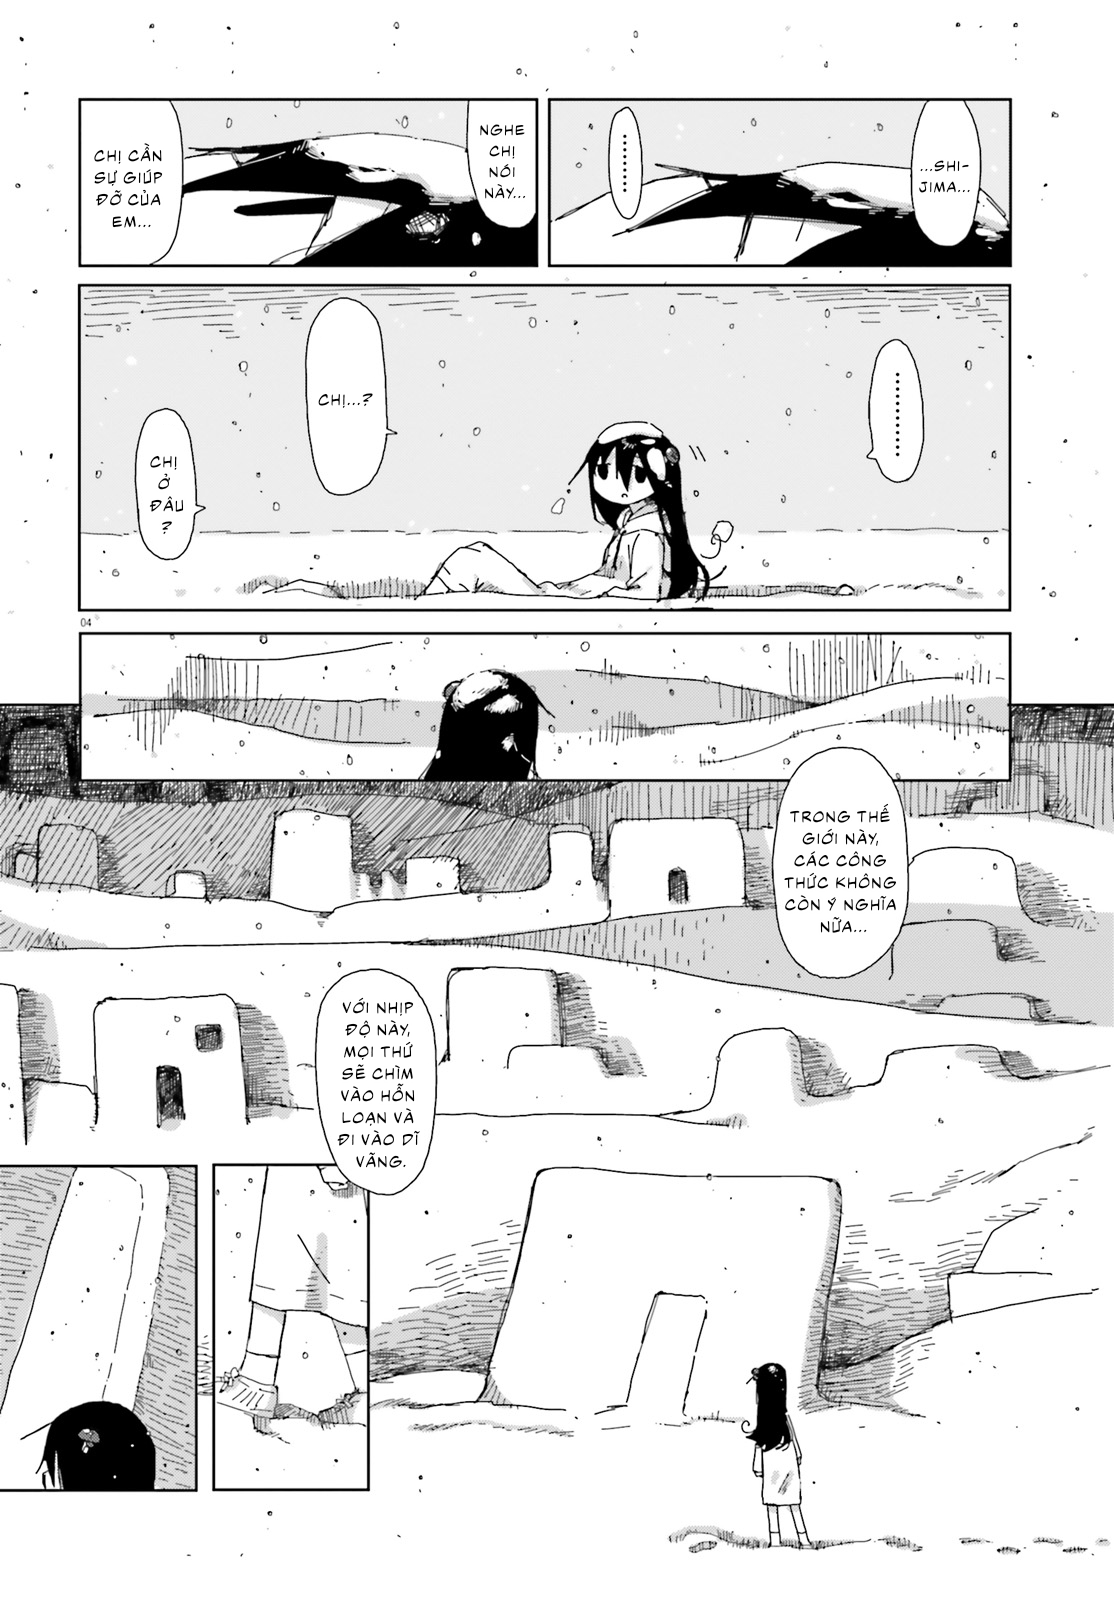 ...SHI-
JIMA...
..........
NGHE
CHỊ
NÓI
NÀY...
CHỊ CẦN
SỰ GIÚP
ĐỠ CỦA
EM...
............
CHỊ...?
CHỊ
Ở
ĐÂU
?
04
TRONG THẾ
GIỚI NÀY,
CÁC CÔNG
THỨC KHÔNG
CÒN Ý NGHĨA
NỮA...
VỚI NHỊP
ĐỘ NÀY,
MỌI THỨ
SẼ CHÌM
VÀO HỖN
LOẠN VÀ
ĐI VÀO DĨ
VÃNG.